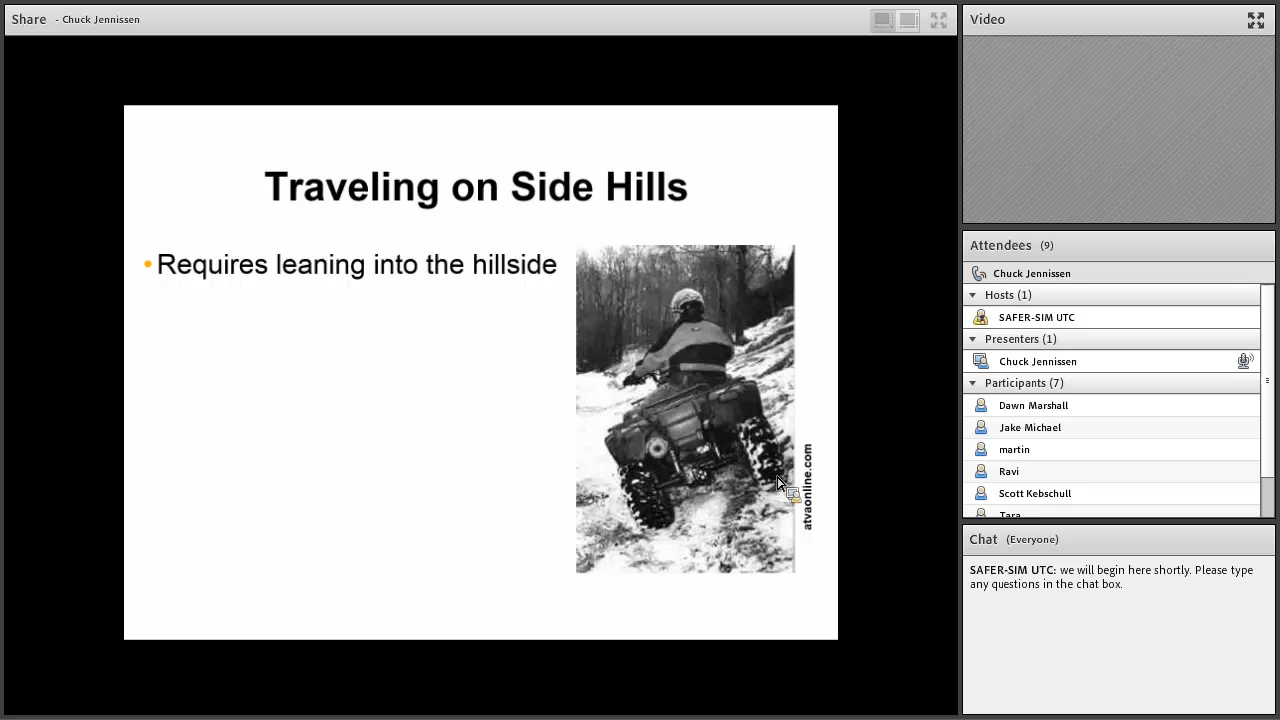 Share - Chuck Jennissen
Traveling on Side Hills
• Requires leaning into the hillside
atvaonline.com
Video
Attendees (9)
Chuck Jennissen
Hosts (1)
SAFER-SIM UTC
Presenters (1)
Chuck Jennissen
Participants (7)
Dawn Marshall
Jake Michael
martin
Ravi
Scott Kebschull
Tara
Chat (Everyone)
SAFER-SIM UTC: we will begin here shortly. Please type
any questions in the chat box.